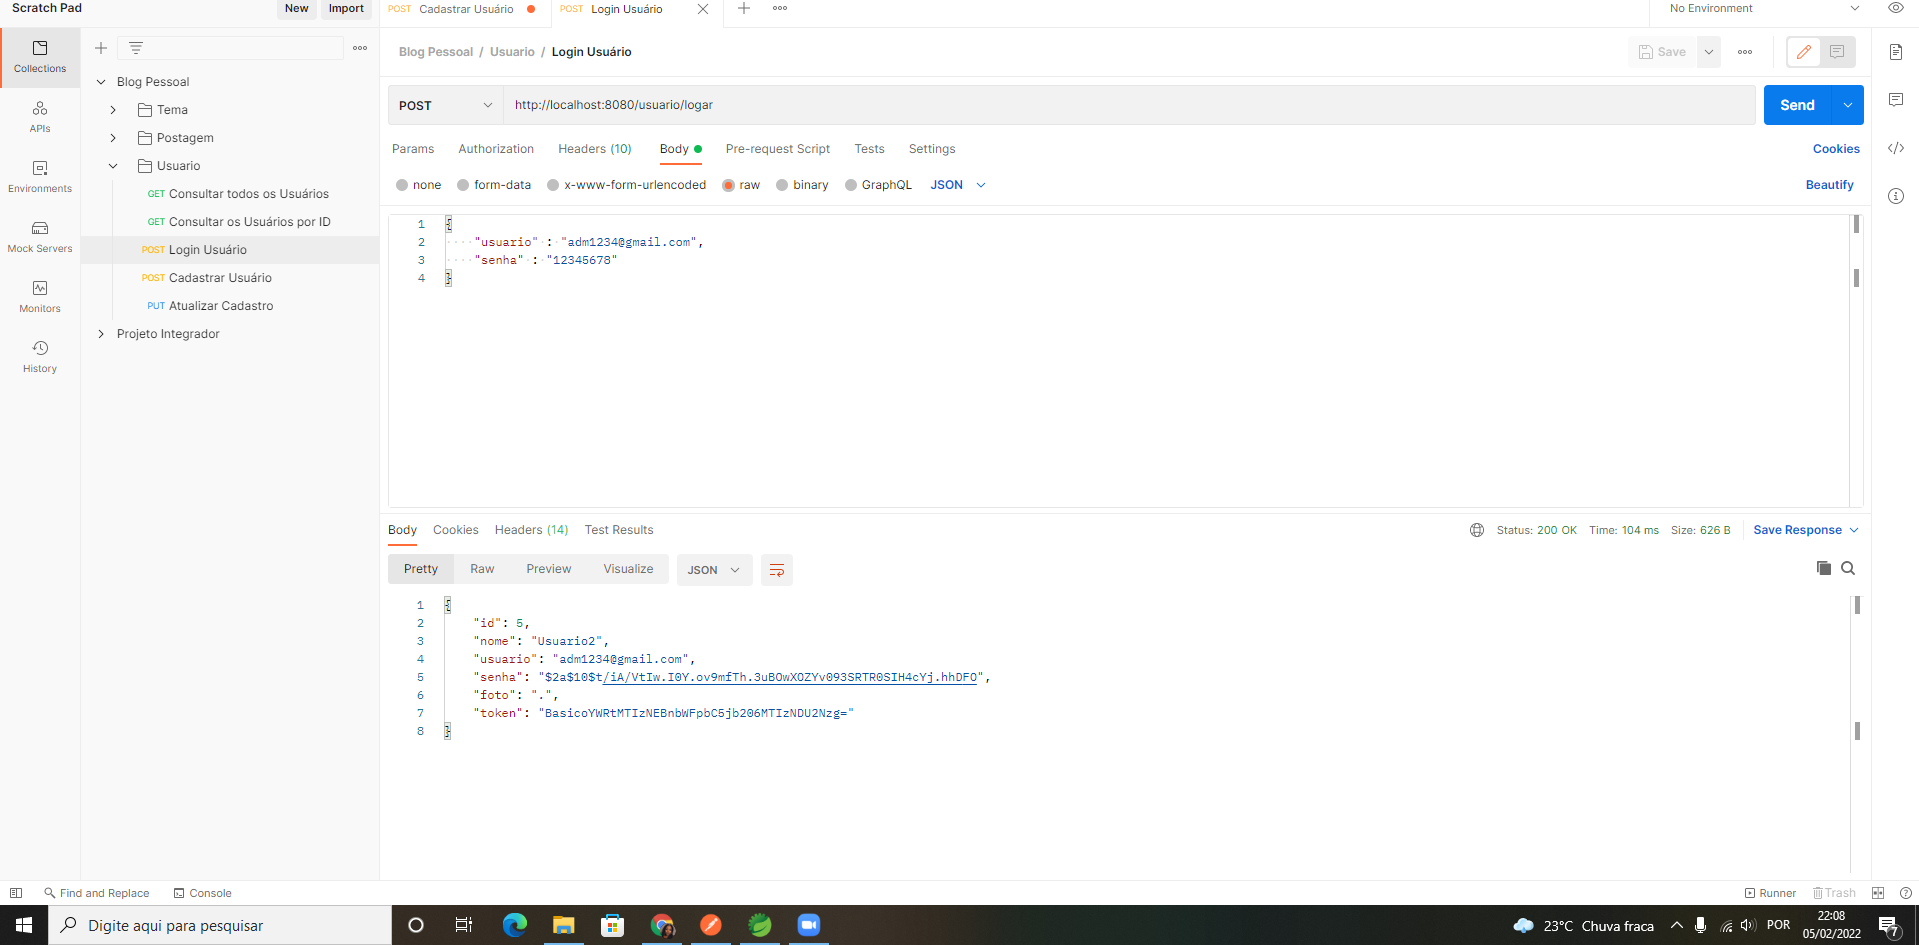 Scratch Pad
New
Import
POST Cadastrar Usuário
POST Login Usuário
No Environment
Collections
APIs
Environments
Mock Servers
Monitors
History
Blog Pessoal
Tema
Postagem
Usuario
GET Consultar todos os Usuários
GET Consultar os Usuários por ID
POST Login Usuário
POST Cadastrar Usuário
PUT Atualizar Cadastro
Projeto Integrador
Blog Pessoal / Usuario / Login Usuário
Save
POST
http://localhost:8080/usuario/logar
Send
Params Authorization Headers (10) Body Pre-request Script Tests Settings
Cookies
none form-data x-www-form-urlencoded raw binary GraphQL JSON
Beautify
1 {
2 ····"usuario"·:·"adm1234@gmail.com",
3 ····"senha"·:·"12345678"
4 }
Body Cookies Headers (14) Test Results
Status: 200 OK Time: 104 ms Size: 626 B Save Response
Pretty Raw Preview Visualize JSON
1 {
2 "id": 5,
3 "nome": "Usuario2",
4 "usuario": "adm1234@gmail.com",
5 "senha": "$2a$10$t/iA/VtIw.I0Y.ov9mfTh.3uBOwXOZYv093SRTR0SIH4cYj.hhDFO",
6 "foto": ".",
7 "token": "BasicoYWRtMTIzNEBnbWFpbC5jb206MTIzNDU2Nzg="
8 }
Find and Replace
Console
Runner
Trash
Digite aqui para pesquisar
23°C Chuva fraca
POR
22:08
05/02/2022
7